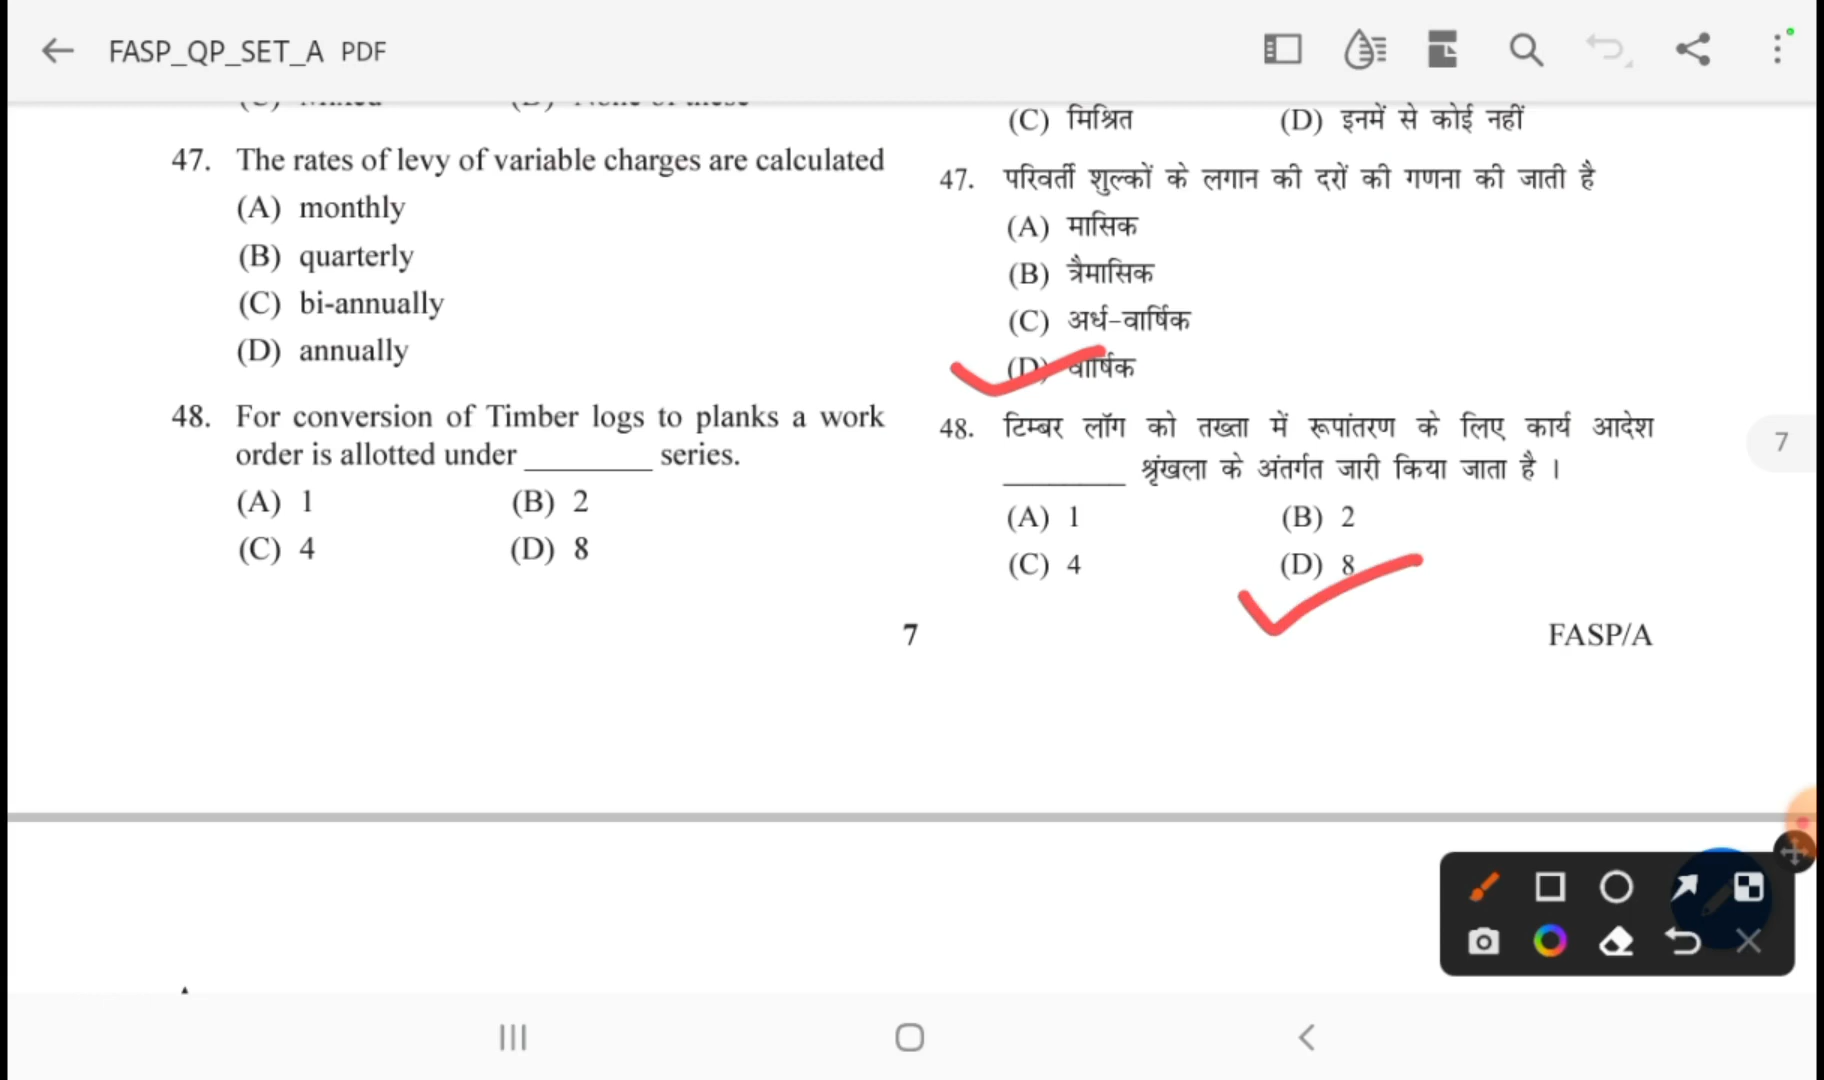 FASP_QP_SET_A PDF
47. The rates of levy of variable charges are calculated
(A) monthly
(B) quarterly
(C) bi-annually
(D) annually
48. For conversion of Timber logs to planks a work
order is allotted under ________ series.
(A) 1 (B) 2
(C) 4 (D) 8
(C) मिश्रित (D) इनमें से कोई नहीं
47. परिवर्ती शुल्कों के लगान की दरों की गणना की जाती है
(A) मासिक
(B) त्रैमासिक
(C) अर्ध-वार्षिक
(D) वार्षिक
48. टिम्बर लॉग को तख्ता में रूपांतरण के लिए कार्य आदेश
________ श्रृंखला के अंतर्गत जारी किया जाता है ।
(A) 1 (B) 2
(C) 4 (D) 8
7
7 FASP/A